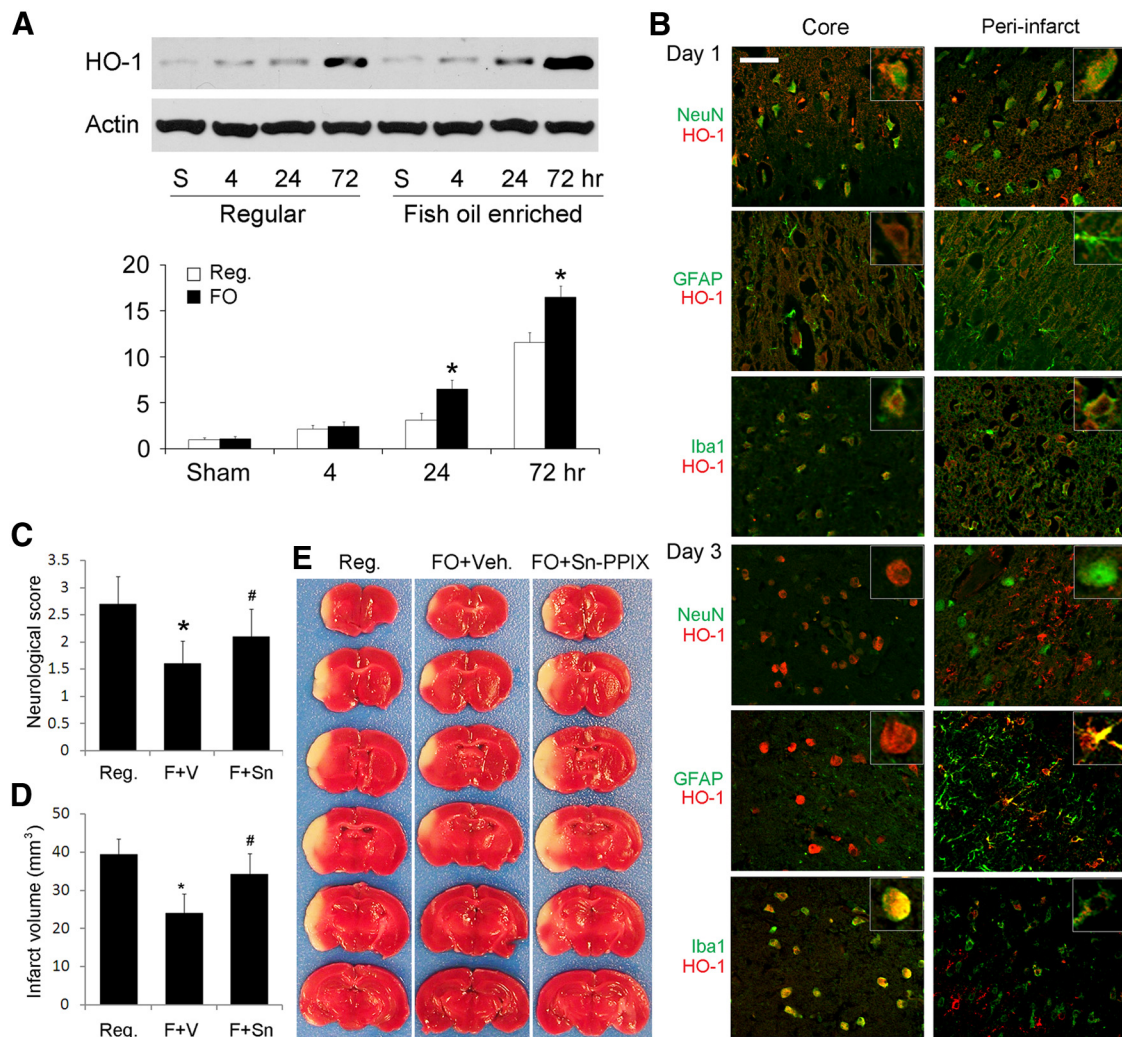 A
HO-1
Actin
S 4 24 72 S 4 24 72 hr
Regular Fish oil enriched
20
15
10
5
0
Reg.
FO
*
*
Sham 4 24 72 hr
B
Core Peri-infarct
Day 1
NeuN
HO-1
GFAP
HO-1
Iba1
HO-1
Day 3
NeuN
HO-1
GFAP
HO-1
Iba1
HO-1
C
Neurological score
3.5
3
2.5
2
1.5
1
0.5
0
*
#
Reg. F+V F+Sn
D
Infarct volume (mm³)
50
40
30
20
10
0
*
#
Reg. F+V F+Sn
E
Reg. FO+Veh. FO+Sn-PPIX